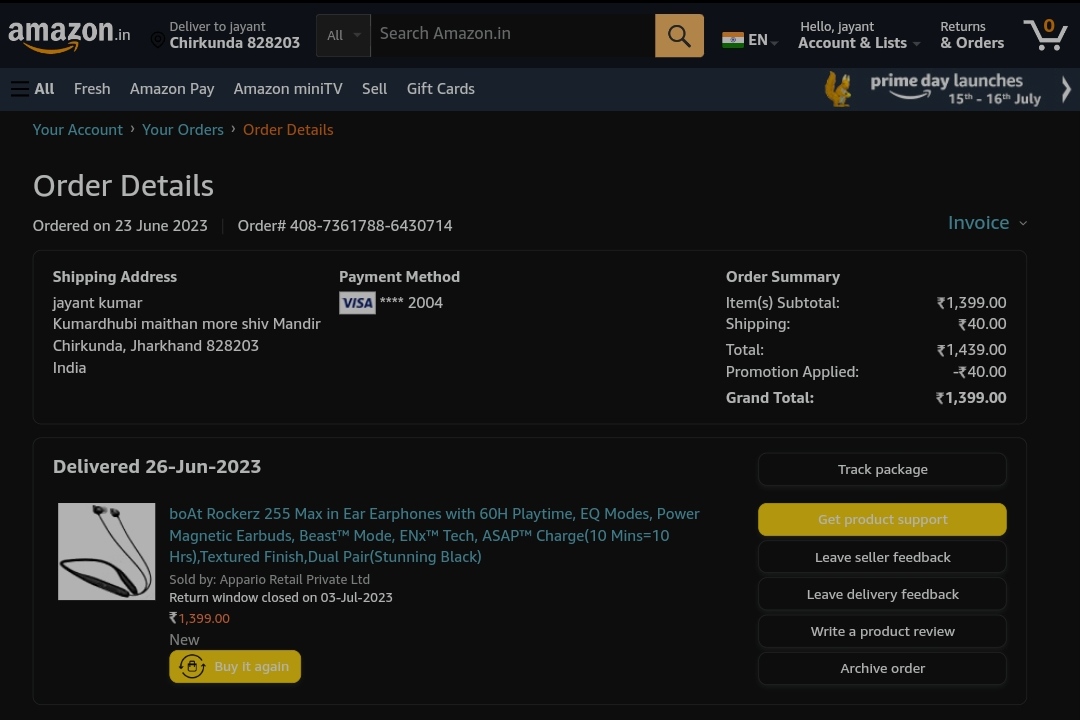 amazon.in
Deliver to jayant
Chirkunda 828203
All
Search Amazon.in
EN
Hello, jayant
Account & Lists
Returns
& Orders
0
All
Fresh
Amazon Pay
Amazon miniTV
Sell
Gift Cards
prime day launches
15th - 16th July
Your Account › Your Orders › Order Details
Order Details
Ordered on 23 June 2023 | Order# 408-7361788-6430714
Invoice
Shipping Address
jayant kumar
Kumardhubi maithan more shiv Mandir
Chirkunda, Jharkhand 828203
India
Payment Method
VISA **** 2004
Order Summary
Item(s) Subtotal: ₹1,399.00
Shipping: ₹40.00
Total: ₹1,439.00
Promotion Applied: -₹40.00
Grand Total: ₹1,399.00
Delivered 26-Jun-2023
boAt Rockerz 255 Max in Ear Earphones with 60H Playtime, EQ Modes, Power
Magnetic Earbuds, Beast™ Mode, ENx™ Tech, ASAP™ Charge(10 Mins=10
Hrs),Textured Finish,Dual Pair(Stunning Black)
Sold by: Appario Retail Private Ltd
Return window closed on 03-Jul-2023
₹1,399.00
New
Buy it again
Track package
Get product support
Leave seller feedback
Leave delivery feedback
Write a product review
Archive order